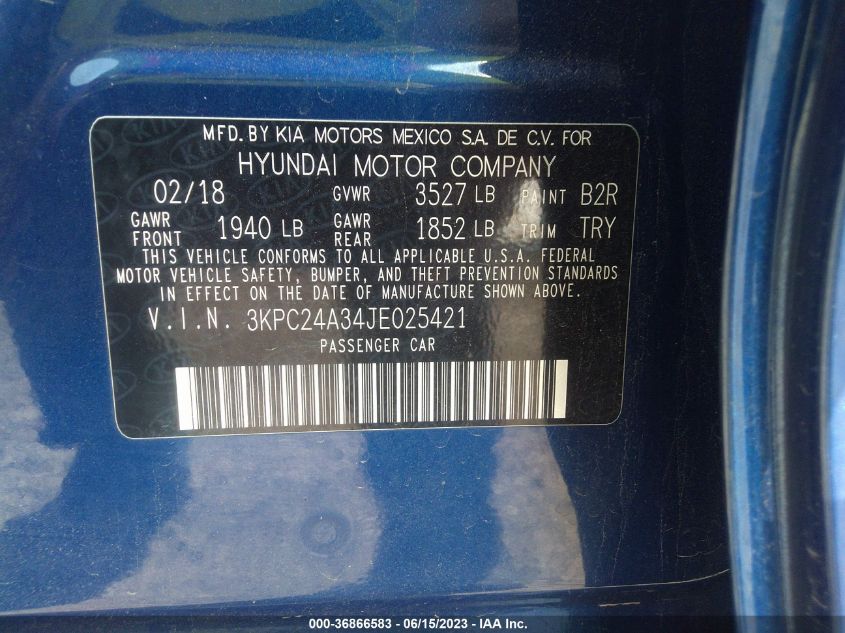 MFD. BY KIA MOTORS MEXICO S.A. DE C.V. FOR
HYUNDAI MOTOR COMPANY
02/18 GVWR 3527 LB PAINT B2R
GAWR FRONT 1940 LB GAWR REAR 1852 LB TRIM TRY
THIS VEHICLE CONFORMS TO ALL APPLICABLE U.S.A. FEDERAL
MOTOR VEHICLE SAFETY, BUMPER, AND THEFT PREVENTION STANDARDS
IN EFFECT ON THE DATE OF MANUFACTURE SHOWN ABOVE.
V.I.N. 3KPC24A34JE025421
PASSENGER CAR
000-36866583 - 06/15/2023 - IAA Inc.